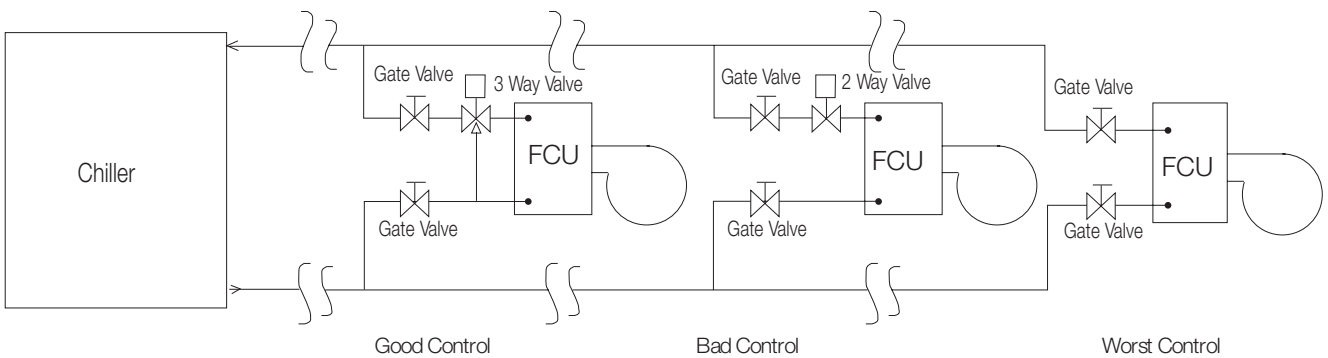 Chiller
Gate Valve
3 Way Valve
FCU
Gate Valve
Gate Valve
2 Way Valve
FCU
Gate Valve
Gate Valve
FCU
Gate Valve
Good Control
Bad Control
Worst Control